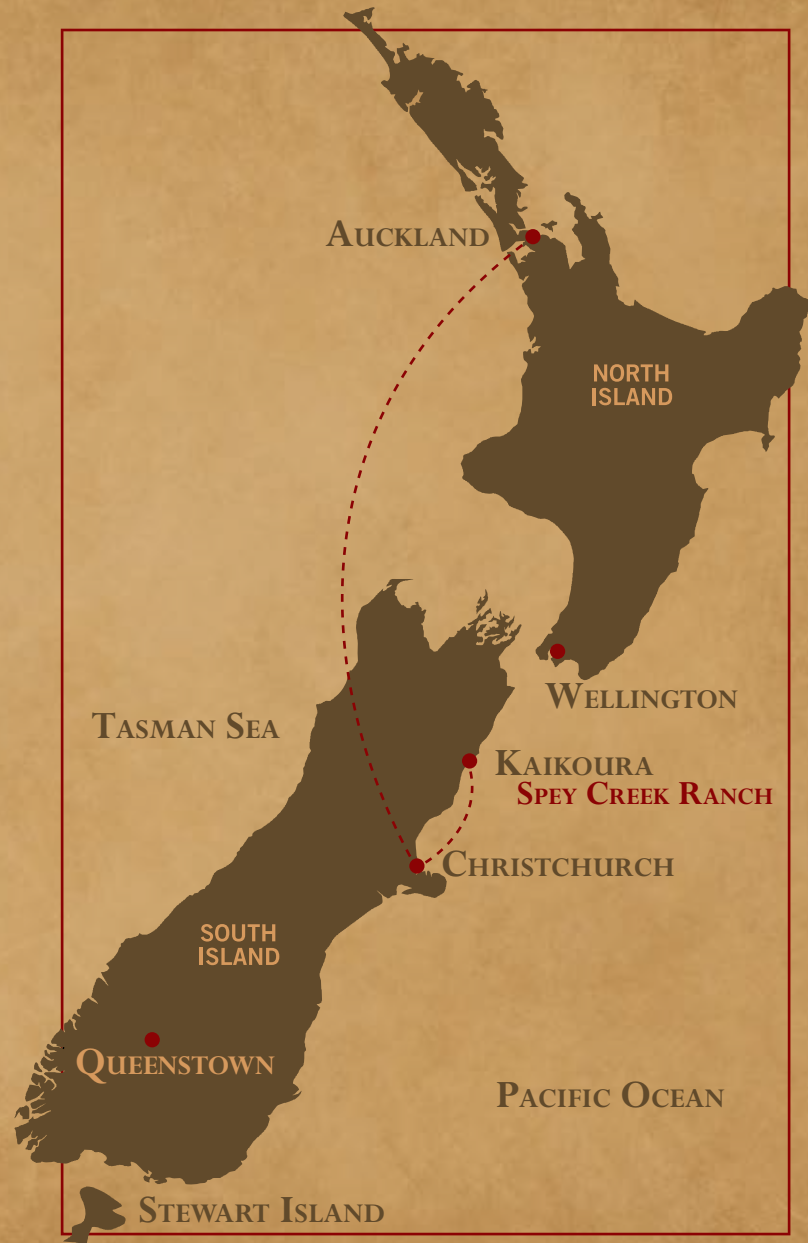 Auckland
NORTH
ISLAND
Wellington
Tasman Sea
Kaikoura
Spey Creek Ranch
Christchurch
SOUTH
ISLAND
Queenstown
Pacific Ocean
Stewart Island